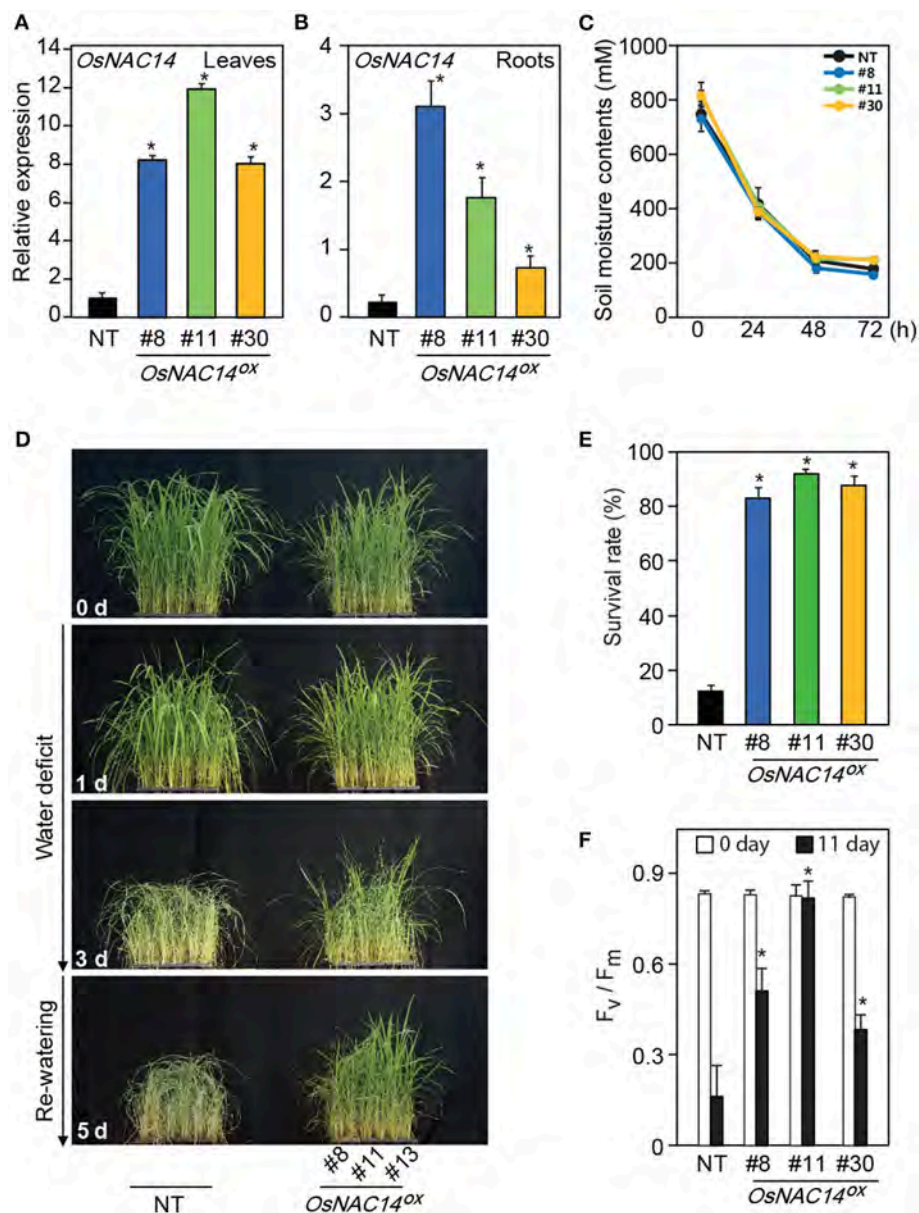 A
OsNAC14 Leaves
Relative expression
14
12
10
8
6
4
2
0
*
*
*
NT #8 #11 #30
OsNAC14ox
B
OsNAC14 Roots
4
3
2
1
0
*
*
*
NT #8 #11 #30
OsNAC14ox
C
Soil moisture contents (mM)
1000
800
600
400
200
0
NT
#8
#11
#30
0 24 48 72 (h)
D
0 d
1 d
3 d
5 d
Water deficit
Re-watering
#8 #11 #13
NT OsNAC14ox
E
Survival rate (%)
100
80
60
40
20
0
* * *
NT #8 #11 #30
OsNAC14ox
F
0 day 11 day
Fv / Fm
0.9
0.6
0.3
0
*
*
*
NT #8 #11 #30
OsNAC14ox